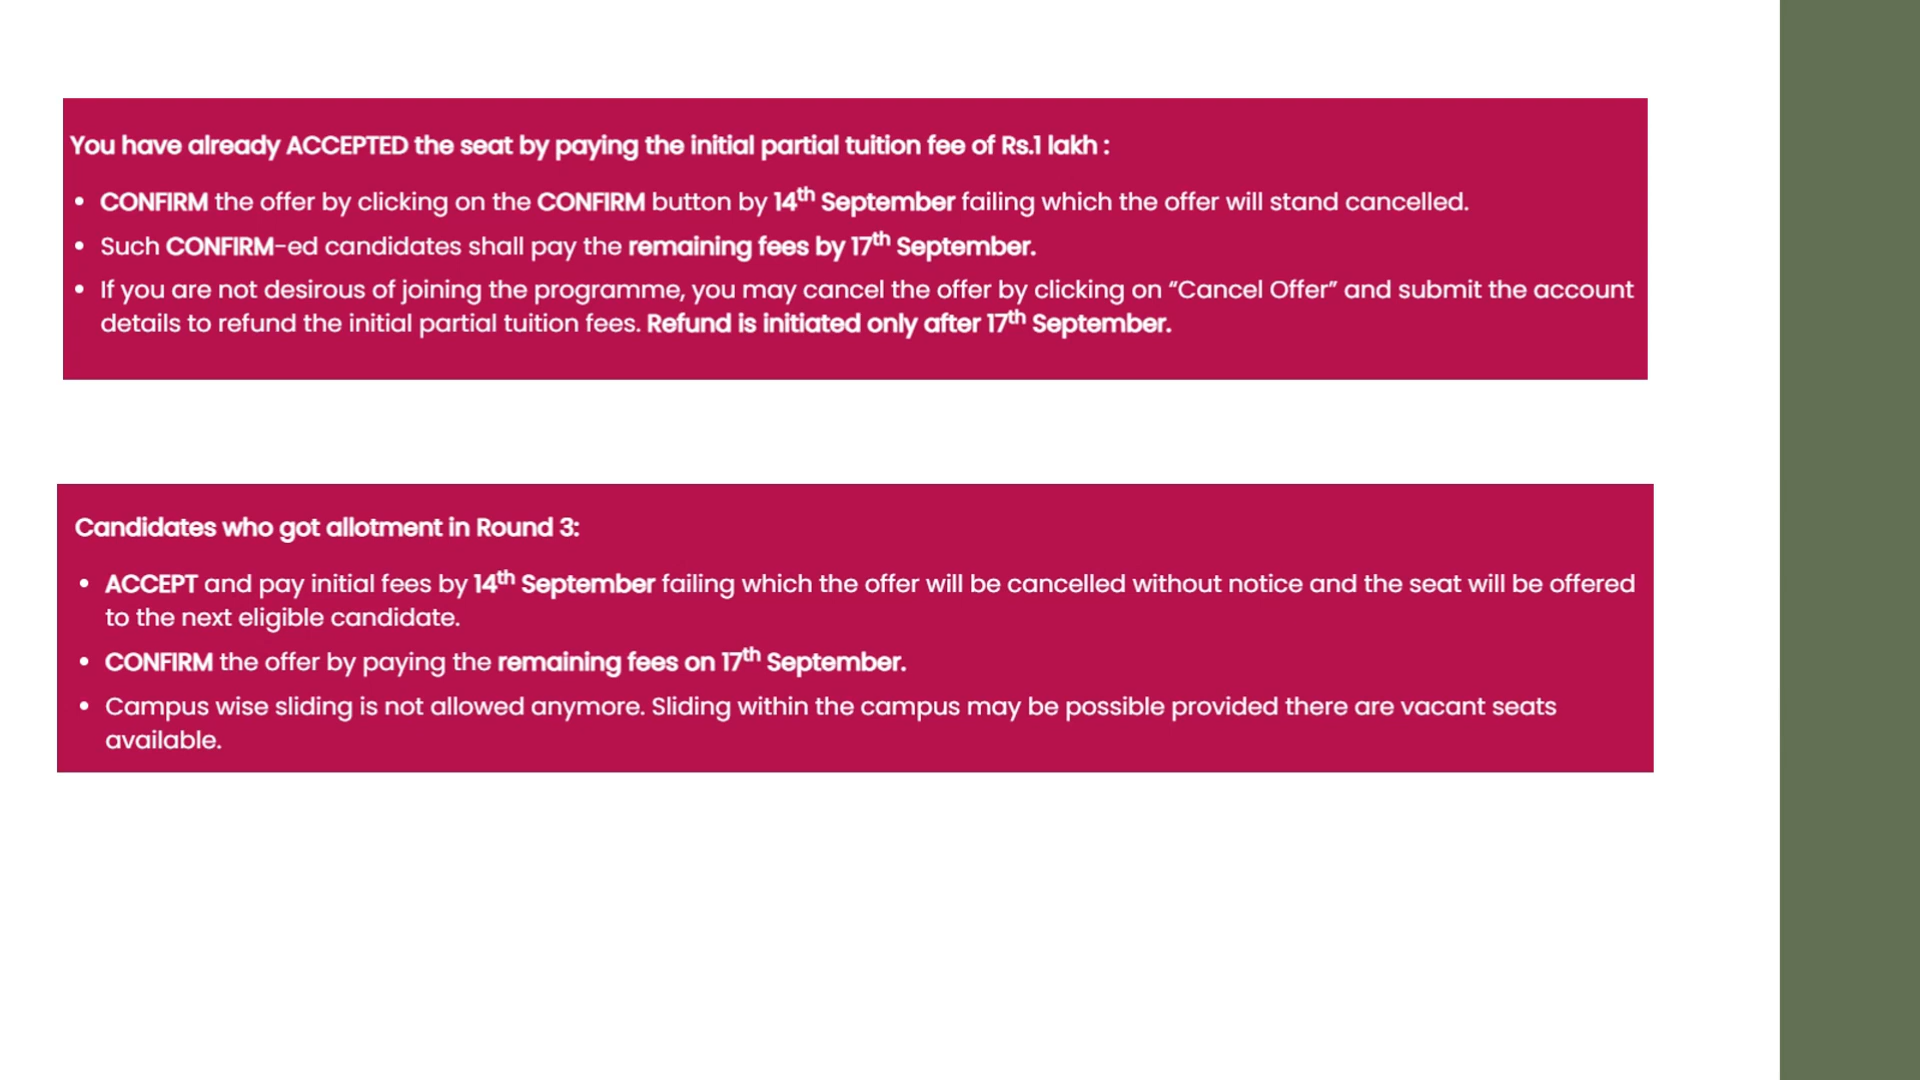 You have already ACCEPTED the seat by paying the initial partial tuition fee of Rs.1 lakh :
• CONFIRM the offer by clicking on the CONFIRM button by 14th September failing which the offer will stand cancelled.
• Such CONFIRM-ed candidates shall pay the remaining fees by 17th September.
• If you are not desirous of joining the programme, you may cancel the offer by clicking on “Cancel Offer” and submit the account
details to refund the initial partial tuition fees. Refund is initiated only after 17th September.
Candidates who got allotment in Round 3:
• ACCEPT and pay initial fees by 14th September failing which the offer will be cancelled without notice and the seat will be offered
to the next eligible candidate.
• CONFIRM the offer by paying the remaining fees on 17th September.
• Campus wise sliding is not allowed anymore. Sliding within the campus may be possible provided there are vacant seats
available.